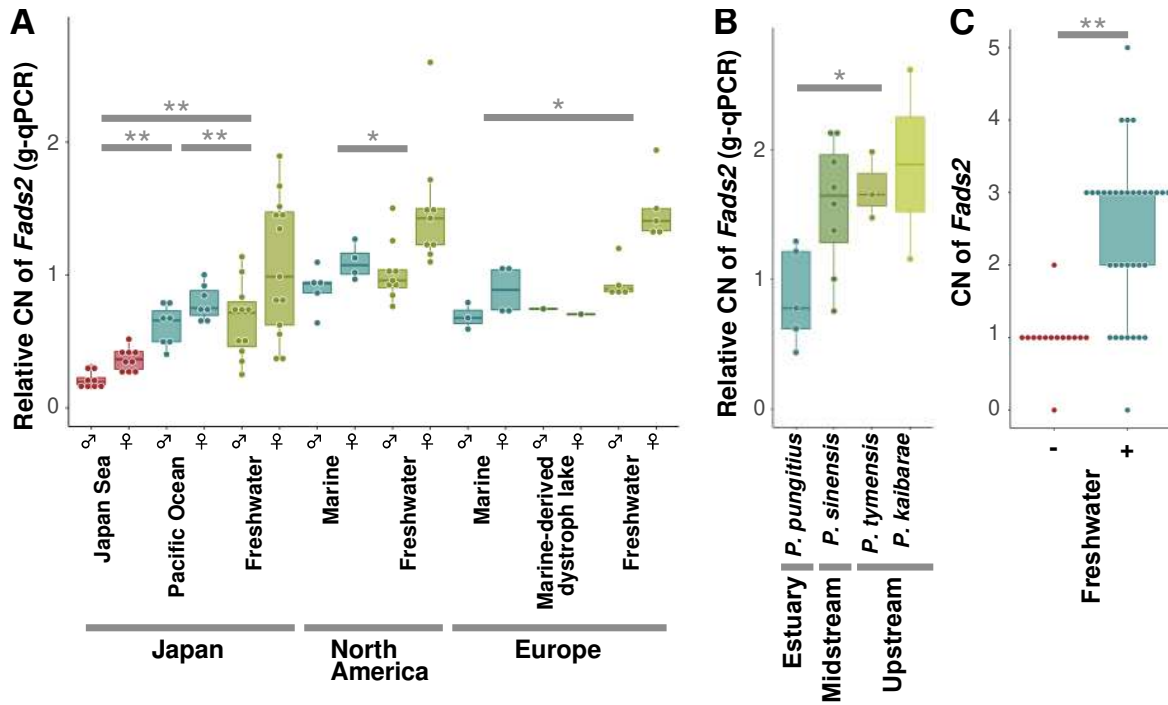 A
Relative CN of Fads2 (g-qPCR)
2
1
0
**
**
**
*
*
♂
♀
♂
♀
♂
♀
♂
♀
♂
♀
♂
♀
♂
♀
♂
♀
Japan Sea
Pacific Ocean
Freshwater
Marine
Freshwater
Marine
Marine-derived
dystroph lake
Freshwater
Japan
North
America
Europe
B
Relative CN of Fads2 (g-qPCR)
2
1
0
*
P. pungitius
P. sinensis
P. tymensis
P. kaibarae
Estuary
Midstream
Upstream
C
CN of Fads2
5
4
3
2
1
0
**
-
+
Freshwater